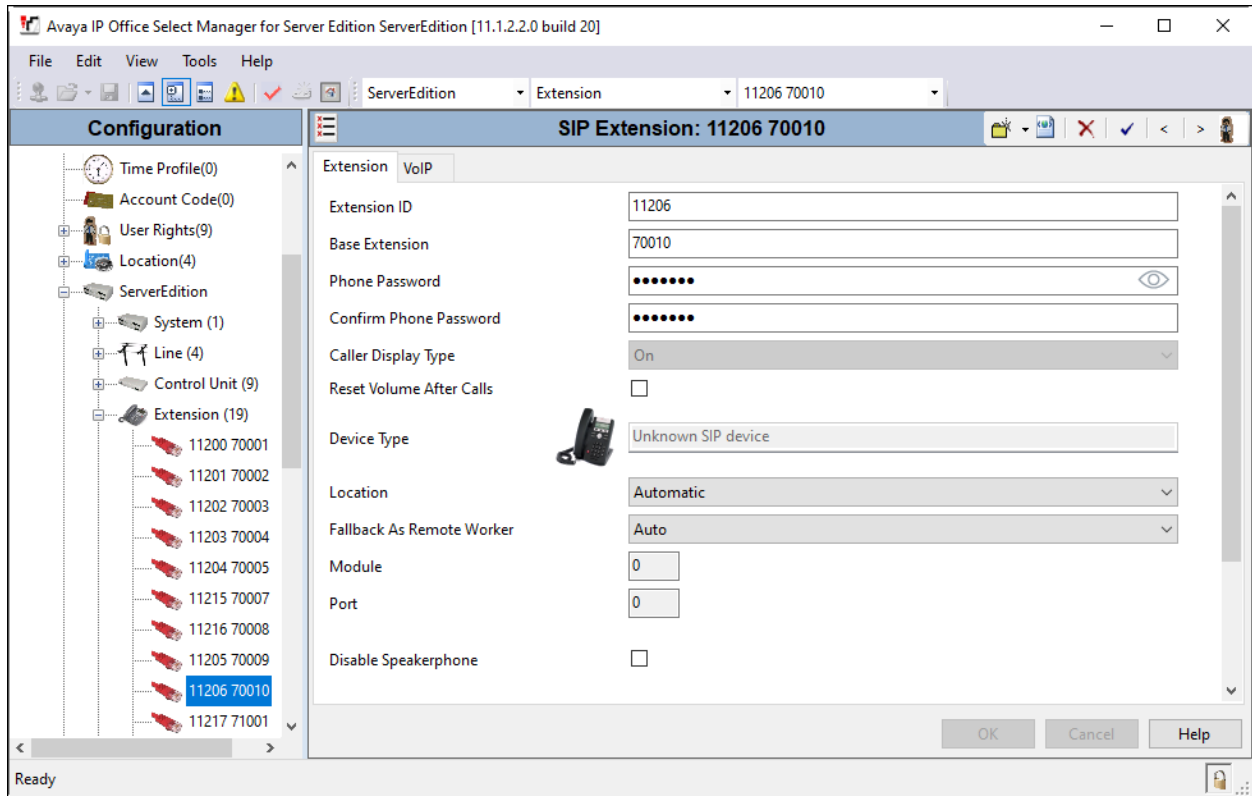 Avaya IP Office Select Manager for Server Edition ServerEdition [11.1.2.2.0 build 20]
File Edit View Tools Help
ServerEdition Extension 11206 70010
Configuration
Time Profile(0)
Account Code(0)
User Rights(9)
Location(4)
ServerEdition
System (1)
Line (4)
Control Unit (9)
Extension (19)
11200 70001
11201 70002
11202 70003
11203 70004
11204 70005
11215 70007
11216 70008
11205 70009
11206 70010
11217 71001
SIP Extension: 11206 70010
Extension VoIP
Extension ID 11206
Base Extension 70010
Phone Password •••••••
Confirm Phone Password •••••••
Caller Display Type On
Reset Volume After Calls
Device Type Unknown SIP device
Location Automatic
Fallback As Remote Worker Auto
Module 0
Port 0
Disable Speakerphone
OK Cancel Help
Ready